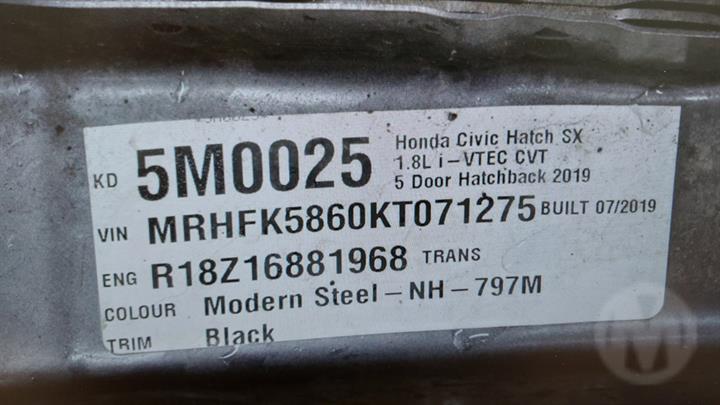 KD 5M0025 Honda Civic Hatch SX
1.8L i-VTEC CVT
5 Door Hatchback 2019
VIN MRHFK5860KT071275 BUILT 07/2019
ENG R18Z16881968 TRANS
COLOUR Modern Steel-NH-797M
TRIM Black
M